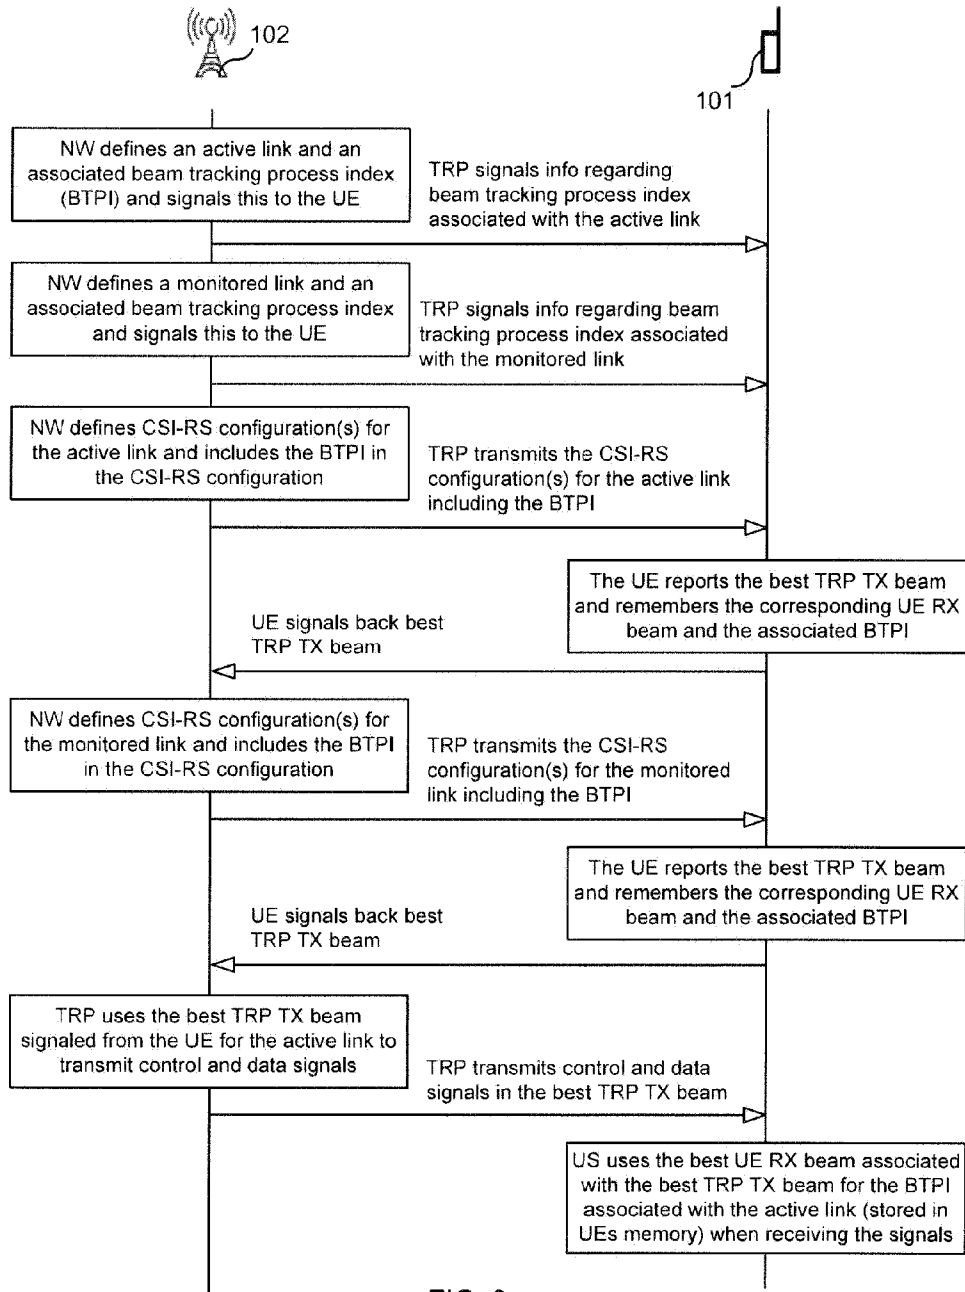 102
101
NW defines an active link and an
associated beam tracking process index
(BTPI) and signals this to the UE
TRP signals info regarding
beam tracking process index
associated with the active link
NW defines a monitored link and an
associated beam tracking process index
and signals this to the UE
TRP signals info regarding beam
tracking process index associated
with the monitored link
NW defines CSI-RS configuration(s) for
the active link and includes the BTPI in
the CSI-RS configuration
TRP transmits the CSI-RS
configuration(s) for the active link
including the BTPI
The UE reports the best TRP TX beam
and remembers the corresponding UE RX
beam and the associated BTPI
UE signals back best
TRP TX beam
NW defines CSI-RS configuration(s) for
the monitored link and includes the BTPI
in the CSI-RS configuration
TRP transmits the CSI-RS
configuration(s) for the monitored
link including the BTPI
The UE reports the best TRP TX beam
and remembers the corresponding UE RX
beam and the associated BTPI
UE signals back best
TRP TX beam
TRP uses the best TRP TX beam
signaled from the UE for the active link to
transmit control and data signals
TRP transmits control and data
signals in the best TRP TX beam
US uses the best UE RX beam associated
with the best TRP TX beam for the BTPI
associated with the active link (stored in
UEs memory) when receiving the signals